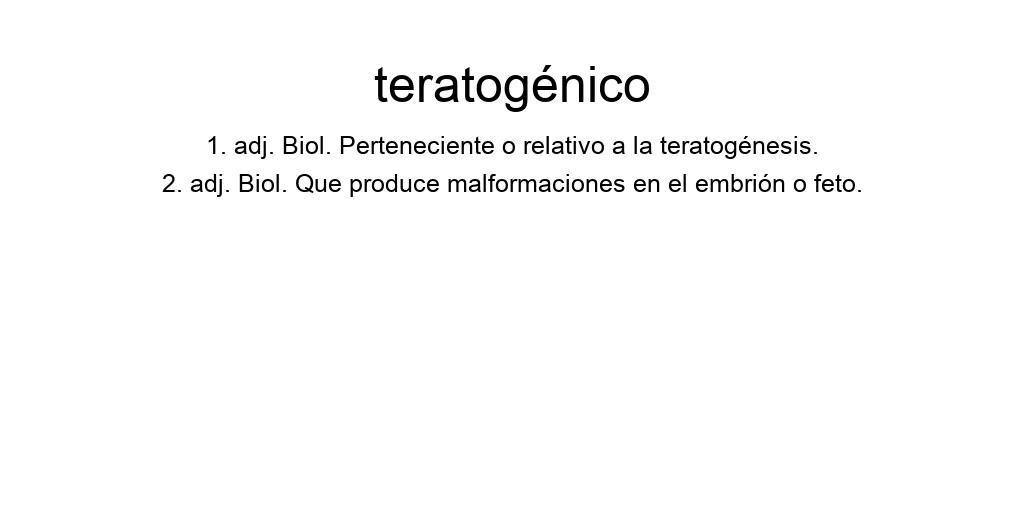 teratogénico
1. adj. Biol. Perteneciente o relativo a la teratogénesis.
2. adj. Biol. Que produce malformaciones en el embrión o feto.